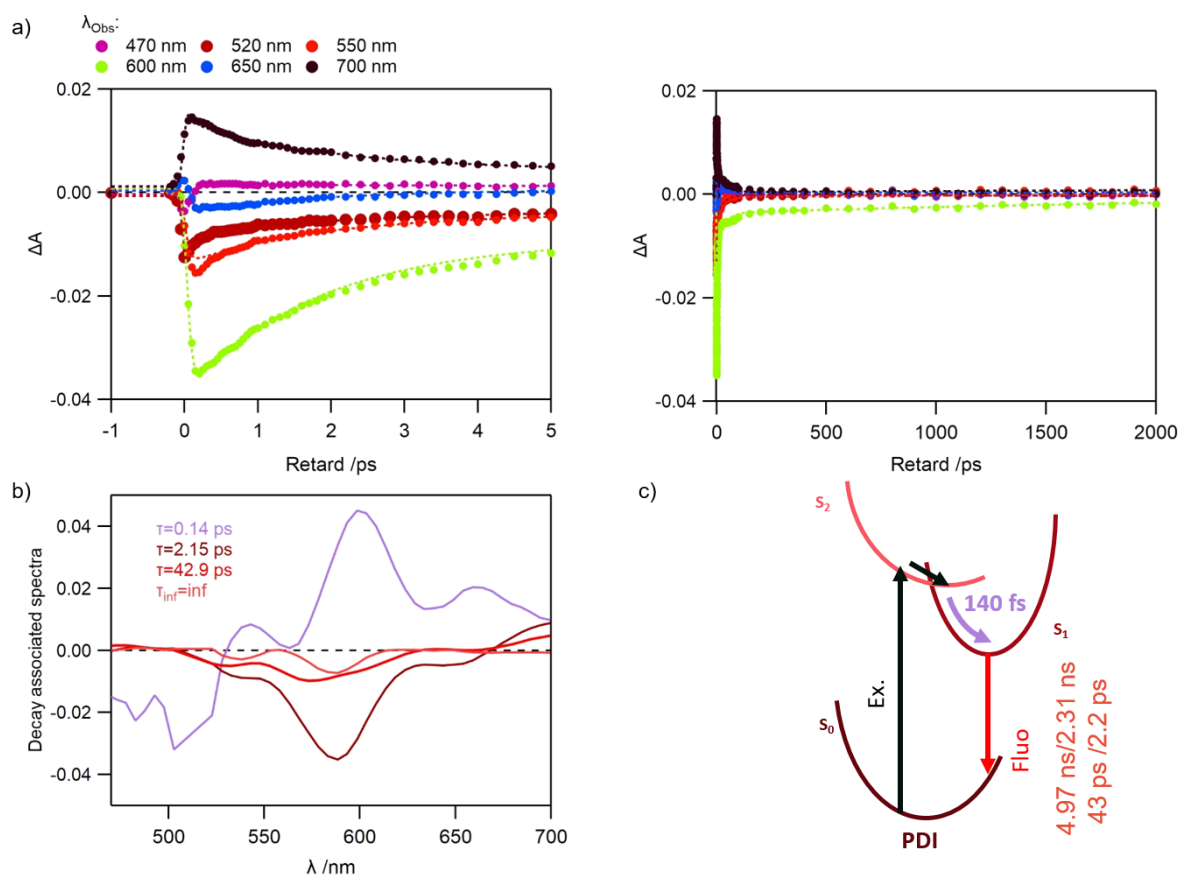 a)
λObs:
470 nm 520 nm 550 nm
600 nm 650 nm 700 nm
0.02
0.00
-0.02
-0.04
ΔA
-1 0 1 2 3 4 5
Retard /ps
0.02
0.00
-0.02
-0.04
ΔA
0 500 1000 1500 2000
Retard /ps
b)
τ=0.14 ps
τ=2.15 ps
τ=42.9 ps
τinf=inf
0.04
0.02
0.00
-0.02
-0.04
Decay associated spectra
500 550 600 650 700
λ /nm
c)
S2
140 fs
S1
Ex.
S0
Fluo
4.97 ns/2.31 ns
43 ps /2.2 ps
PDI